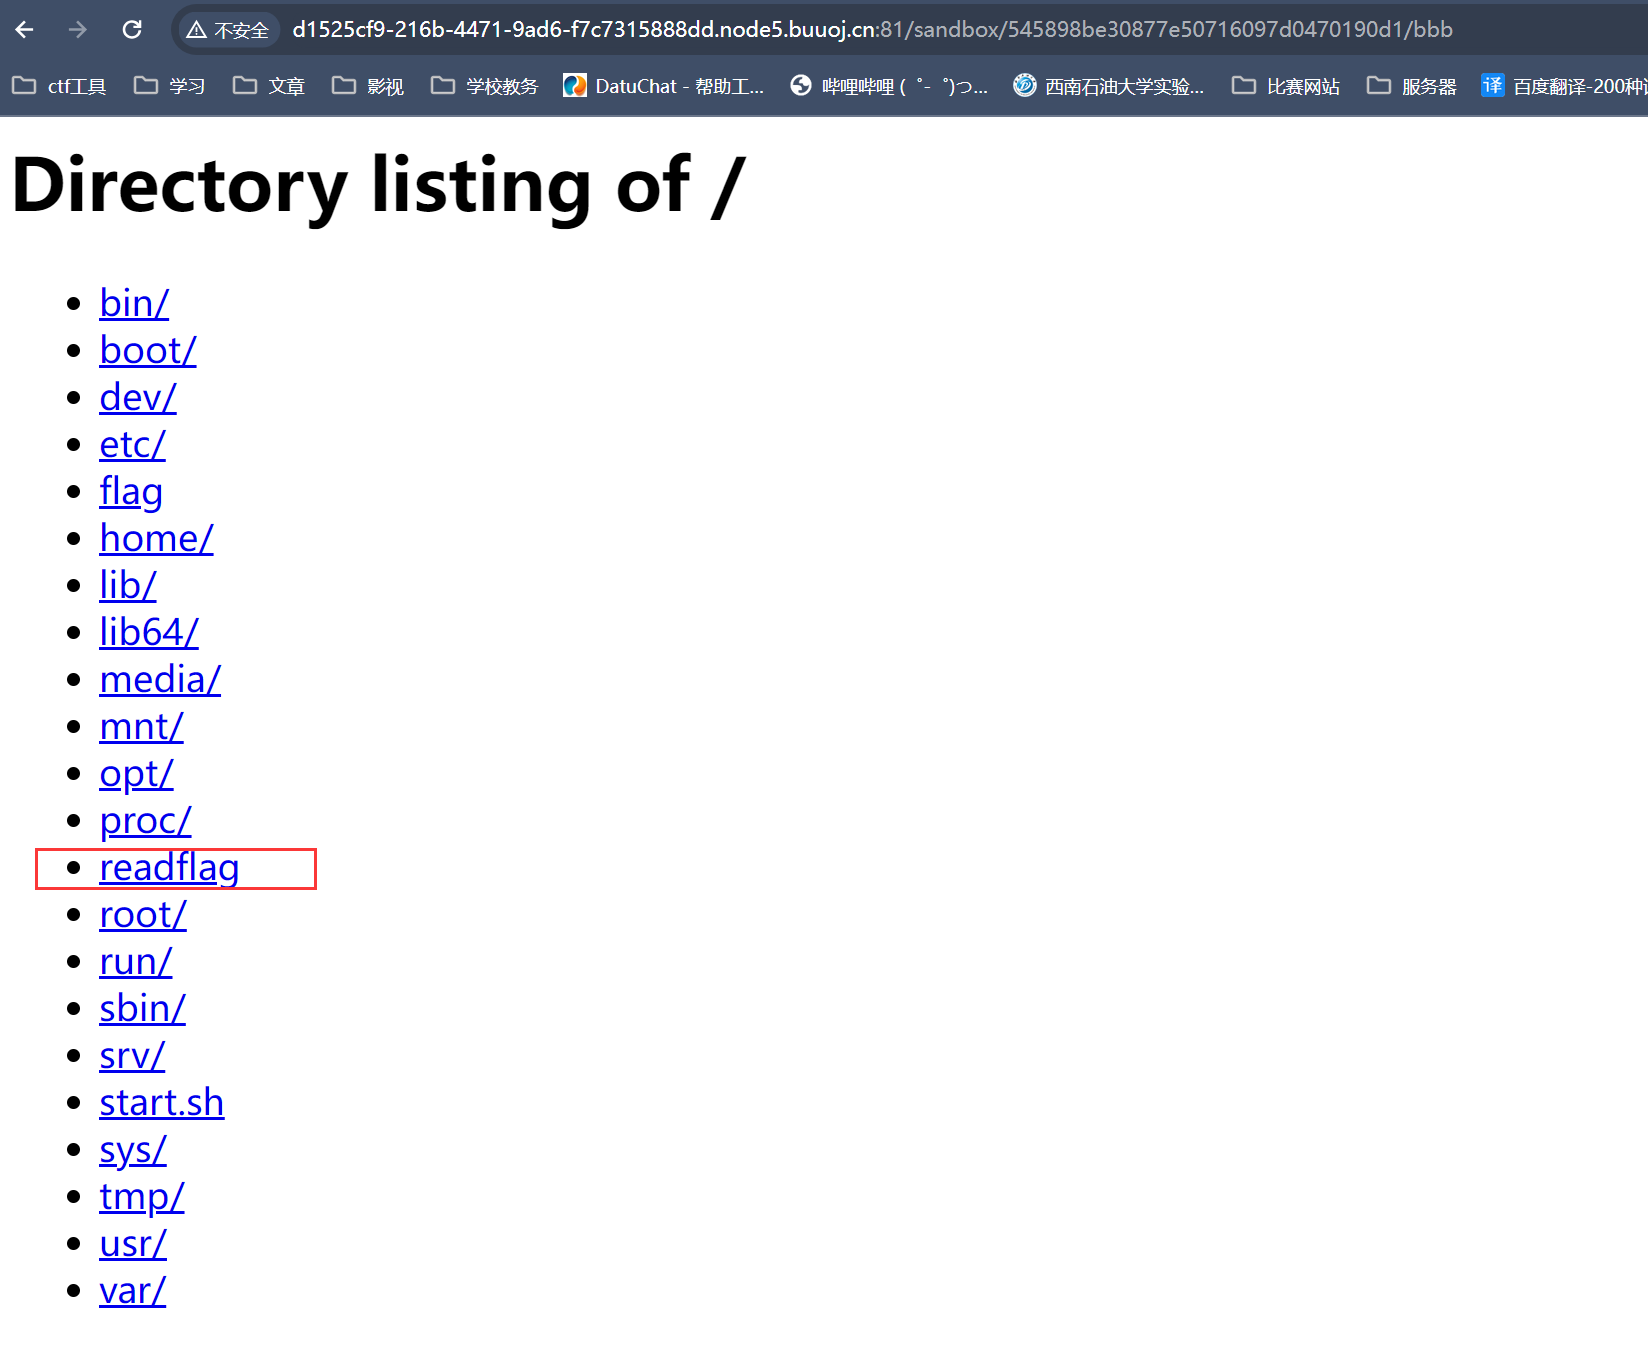 不安全 d1525cf9-216b-4471-9ad6-f7c7315888dd.node5.buuoj.cn:81/sandbox/545898be30877e50716097d0470190d1/bbb
ctf工具 学习 文章 影视 学校教务 DatuChat - 帮助工... 哔哩哔哩 ( ゜- ゜)つ... 西南石油大学实验... 比赛网站 服务器 译 百度翻译-200种
Directory listing of /
bin/
boot/
dev/
etc/
flag
home/
lib/
lib64/
media/
mnt/
opt/
proc/
readflag
root/
run/
sbin/
srv/
start.sh
sys/
tmp/
usr/
var/